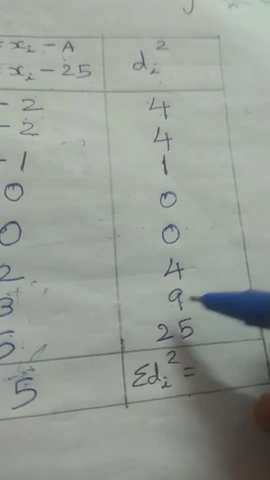 = xi - A di²
= xi - 25
- 2 4
- 2 4
- 1 1
0 0
0 0
2 4
3 9
5 25
5 Σdi² =